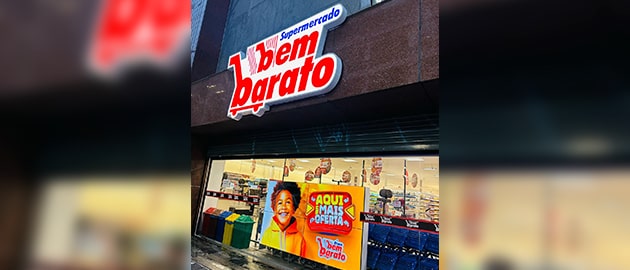 Supermercado
bem
barato
AQUI
É MAIS
OFERTA
bem
barato